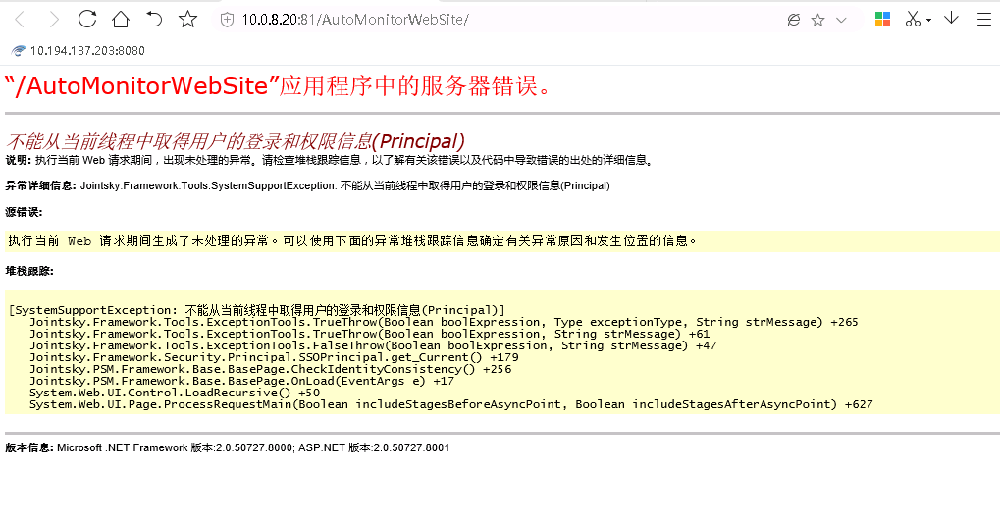 10.0.8.20:81/AutoMonitorWebSite/
10.194.137.203:8080
“/AutoMonitorWebSite”应用程序中的服务器错误。
不能从当前线程中取得用户的登录和权限信息(Principal)
说明: 执行当前 Web 请求期间，出现未处理的异常。请检查堆栈跟踪信息，以了解有关该错误以及代码中导致错误的出处的详细信息。
异常详细信息: Jointsky.Framework.Tools.SystemSupportException: 不能从当前线程中取得用户的登录和权限信息(Principal)
源错误:
执行当前 Web 请求期间生成了未处理的异常。可以使用下面的异常堆栈跟踪信息确定有关异常原因和发生位置的信息。
堆栈跟踪:
[SystemSupportException: 不能从当前线程中取得用户的登录和权限信息(Principal)]
Jointsky.Framework.Tools.ExceptionTools.TrueThrow(Boolean boolExpression, Type exceptionType, String strMessage) +265
Jointsky.Framework.Tools.ExceptionTools.TrueThrow(Boolean boolExpression, String strMessage) +61
Jointsky.Framework.Tools.ExceptionTools.FalseThrow(Boolean boolExpression, String strMessage) +47
Jointsky.Framework.Security.Principal.SSOPrincipal.get_Current() +179
Jointsky.PSM.Framework.Base.BasePage.CheckIdentityConsistency() +256
Jointsky.PSM.Framework.Base.BasePage.OnLoad(EventArgs e) +17
System.Web.UI.Control.LoadRecursive() +50
System.Web.UI.Page.ProcessRequestMain(Boolean includeStagesBeforeAsyncPoint, Boolean includeStagesAfterAsyncPoint) +627
版本信息: Microsoft .NET Framework 版本:2.0.50727.8000; ASP.NET 版本:2.0.50727.8001